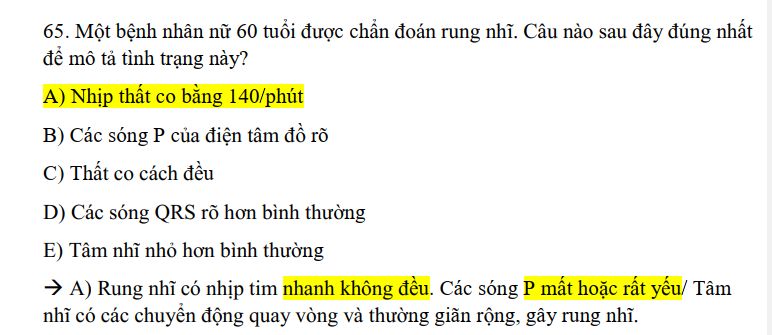 65. Một bệnh nhân nữ 60 tuổi được chẩn đoán rung nhĩ. Câu nào sau đây đúng nhất
để mô tả tình trạng này?
A) Nhịp thất co bằng 140/phút
B) Các sóng P của điện tâm đồ rõ
C) Thất co cách đều
D) Các sóng QRS rõ hơn bình thường
E) Tâm nhĩ nhỏ hơn bình thường
→ A) Rung nhĩ có nhịp tim nhanh không đều. Các sóng P mất hoặc rất yếu/ Tâm
nhĩ có các chuyển động quay vòng và thường giãn rộng, gây rung nhĩ.